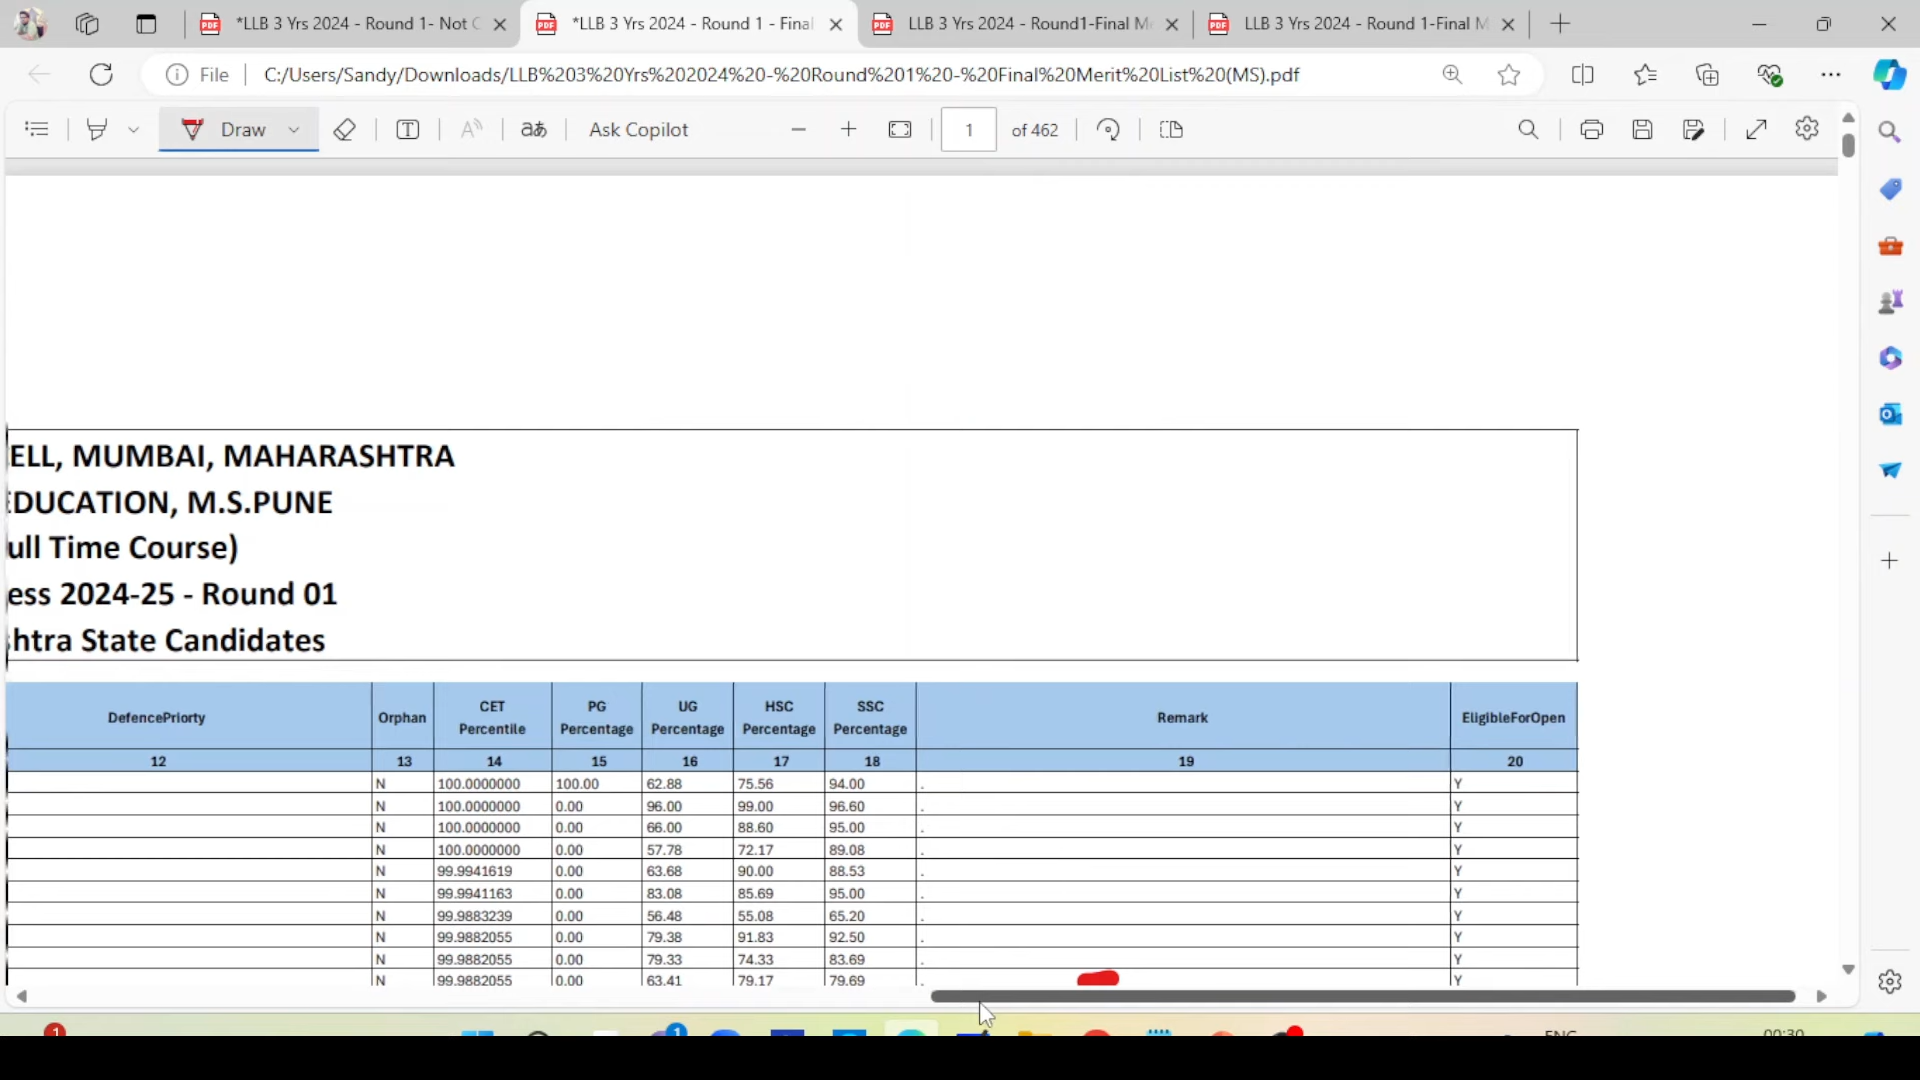 *LLB 3 Yrs 2024 - Round 1- Not C
*LLB 3 Yrs 2024 - Round 1 - Final
LLB 3 Yrs 2024 - Round1-Final Me
LLB 3 Yrs 2024 - Round 1-Final M
File
C:/Users/Sandy/Downloads/LLB%203%20Yrs%202024%20-%20Round%201%20-%20Final%20Merit%20List%20(MS).pdf
Draw
Ask Copilot
1 of 462
ELL, MUMBAI, MAHARASHTRA
EDUCATION, M.S.PUNE
ull Time Course)
ess 2024-25 - Round 01
shtra State Candidates
DefencePriorty Orphan CET Percentile PG Percentage UG Percentage HSC Percentage SSC Percentage Remark EligibleForOpen
12 13 14 15 16 17 18 19 20
N 100.0000000 100.00 62.88 75.56 94.00 . Y
N 100.0000000 0.00 96.00 99.00 96.60 . Y
N 100.0000000 0.00 66.00 88.60 95.00 . Y
N 100.0000000 0.00 57.78 72.17 89.08 . Y
N 99.9941619 0.00 63.68 90.00 88.53 . Y
N 99.9941163 0.00 83.08 85.69 95.00 . Y
N 99.9883239 0.00 56.48 55.08 65.20 . Y
N 99.9882055 0.00 79.38 91.83 92.50 . Y
N 99.9882055 0.00 79.33 74.33 83.69 . Y
N 99.9882055 0.00 63.41 79.17 79.69 . Y
1
1
ENG
00:30